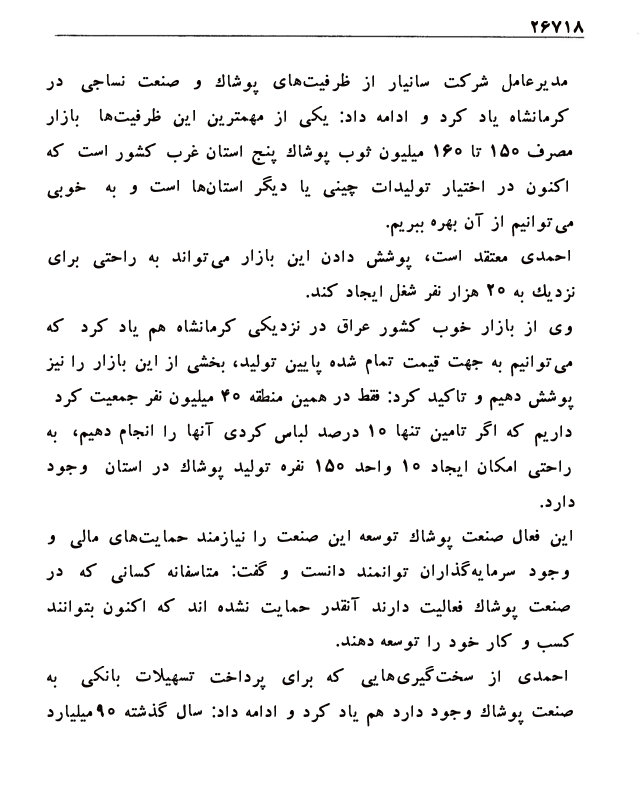 ۲۶۷۱۸
مدیرعامل شرکت سانیار از ظرفیت‌های پوشاك و صنعت نساجی در
کرمانشاه یاد کرد و ادامه داد: یکی از مهمترین این ظرفیت‌ها بازار
مصرف ۱۵۰ تا ۱۶۰ میلیون ثوب پوشاك پنج استان غرب کشور است که
اکنون در اختیار تولیدات چینی یا دیگر استان‌ها است و به خوبی
می‌توانیم از آن بهره ببریم.
احمدی معتقد است، پوشش دادن این بازار می‌تواند به راحتی برای
نزدیك به ۲۰ هزار نفر شغل ایجاد کند.
وی از بازار خوب کشور عراق در نزدیکی کرمانشاه هم یاد کرد که
می‌توانیم به جهت قیمت تمام شده پایین تولید، بخشی از این بازار را نیز
پوشش دهیم و تاکید کرد: فقط در همین منطقه ۴۰ میلیون نفر جمعیت کرد
داریم که اگر تامین تنها ۱۰ درصد لباس کردی آنها را انجام دهیم، به
راحتی امکان ایجاد ۱۰ واحد ۱۵۰ نفره تولید پوشاك در استان وجود
دارد.
این فعال صنعت پوشاك توسعه این صنعت را نیازمند حمایت‌های مالی و
وجود سرمایه‌گذاران توانمند دانست و گفت: متاسفانه کسانی که در
صنعت پوشاك فعالیت دارند آنقدر حمایت نشده اند که اکنون بتوانند
کسب و کار خود را توسعه دهند.
احمدی از سخت‌گیری‌هایی که برای پرداخت تسهیلات بانکی به
صنعت پوشاك وجود دارد هم یاد کرد و ادامه داد: سال گذشته ۹۰میلیارد